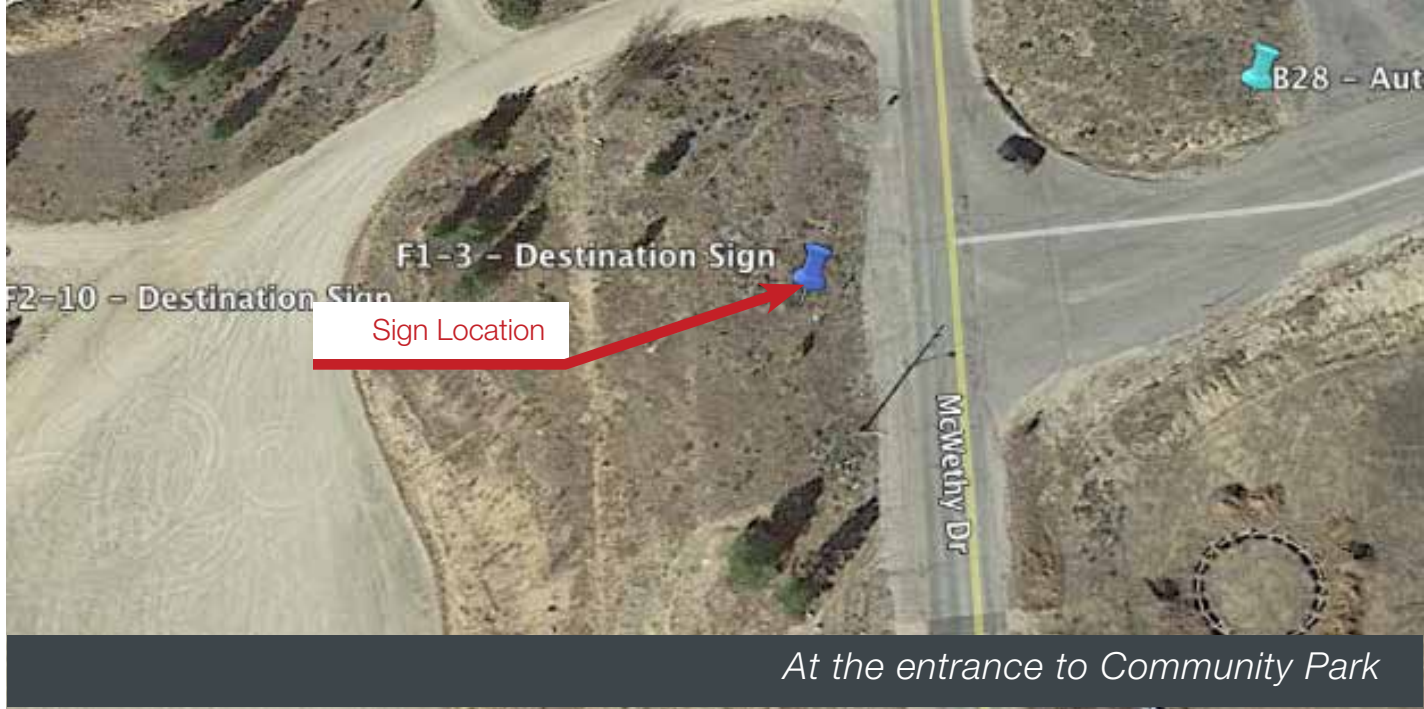 B28 – Aut
F1-3 – Destination Sign
F2-10 – Destination Sign
Sign Location
McWethy Dr
At the entrance to Community Park